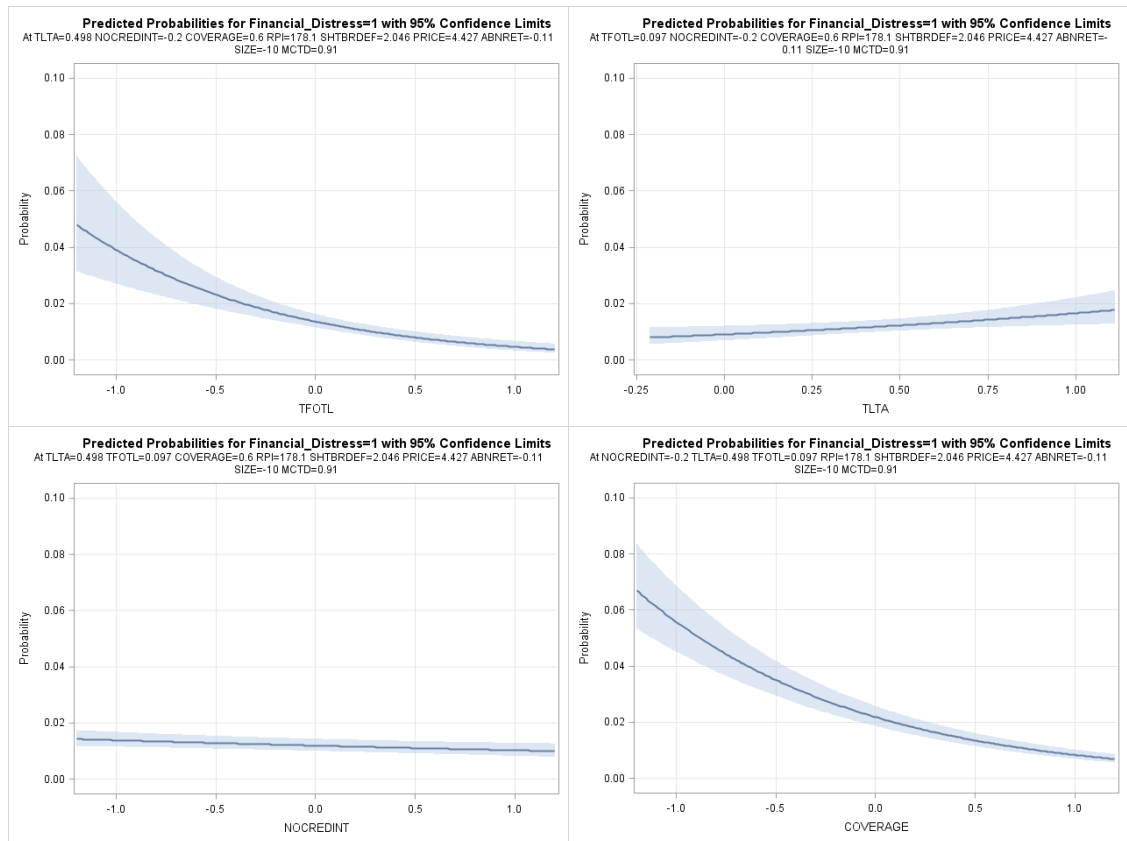 Predicted Probabilities for Financial_Distress=1 with 95% Confidence Limits
At TLTA=0.498 NOCREDINT=-0.2 COVERAGE=0.6 RPI=178.1 SHTBRDEF=2.046 PRICE=4.427 ABNRET=-0.11
SIZE=-10 MCTD=0.91
0.10
0.08
0.06
0.04
0.02
0.00
Probability
-1.0 -0.5 0.0 0.5 1.0
TFOTL
Predicted Probabilities for Financial_Distress=1 with 95% Confidence Limits
At TFOTL=0.097 NOCREDINT=-0.2 COVERAGE=0.6 RPI=178.1 SHTBRDEF=2.046 PRICE=4.427 ABNRET=-
0.11 SIZE=-10 MCTD=0.91
0.10
0.08
0.06
0.04
0.02
0.00
Probability
-0.25 0.00 0.25 0.50 0.75 1.00
TLTA
Predicted Probabilities for Financial_Distress=1 with 95% Confidence Limits
At TLTA=0.498 TFOTL=0.097 COVERAGE=0.6 RPI=178.1 SHTBRDEF=2.046 PRICE=4.427 ABNRET=-0.11
SIZE=-10 MCTD=0.91
0.10
0.08
0.06
0.04
0.02
0.00
Probability
-1.0 -0.5 0.0 0.5 1.0
NOCREDINT
Predicted Probabilities for Financial_Distress=1 with 95% Confidence Limits
At NOCREDINT=-0.2 TLTA=0.498 TFOTL=0.097 RPI=178.1 SHTBRDEF=2.046 PRICE=4.427 ABNRET=-0.11
SIZE=-10 MCTD=0.91
0.10
0.08
0.06
0.04
0.02
0.00
Probability
-1.0 -0.5 0.0 0.5 1.0
COVERAGE